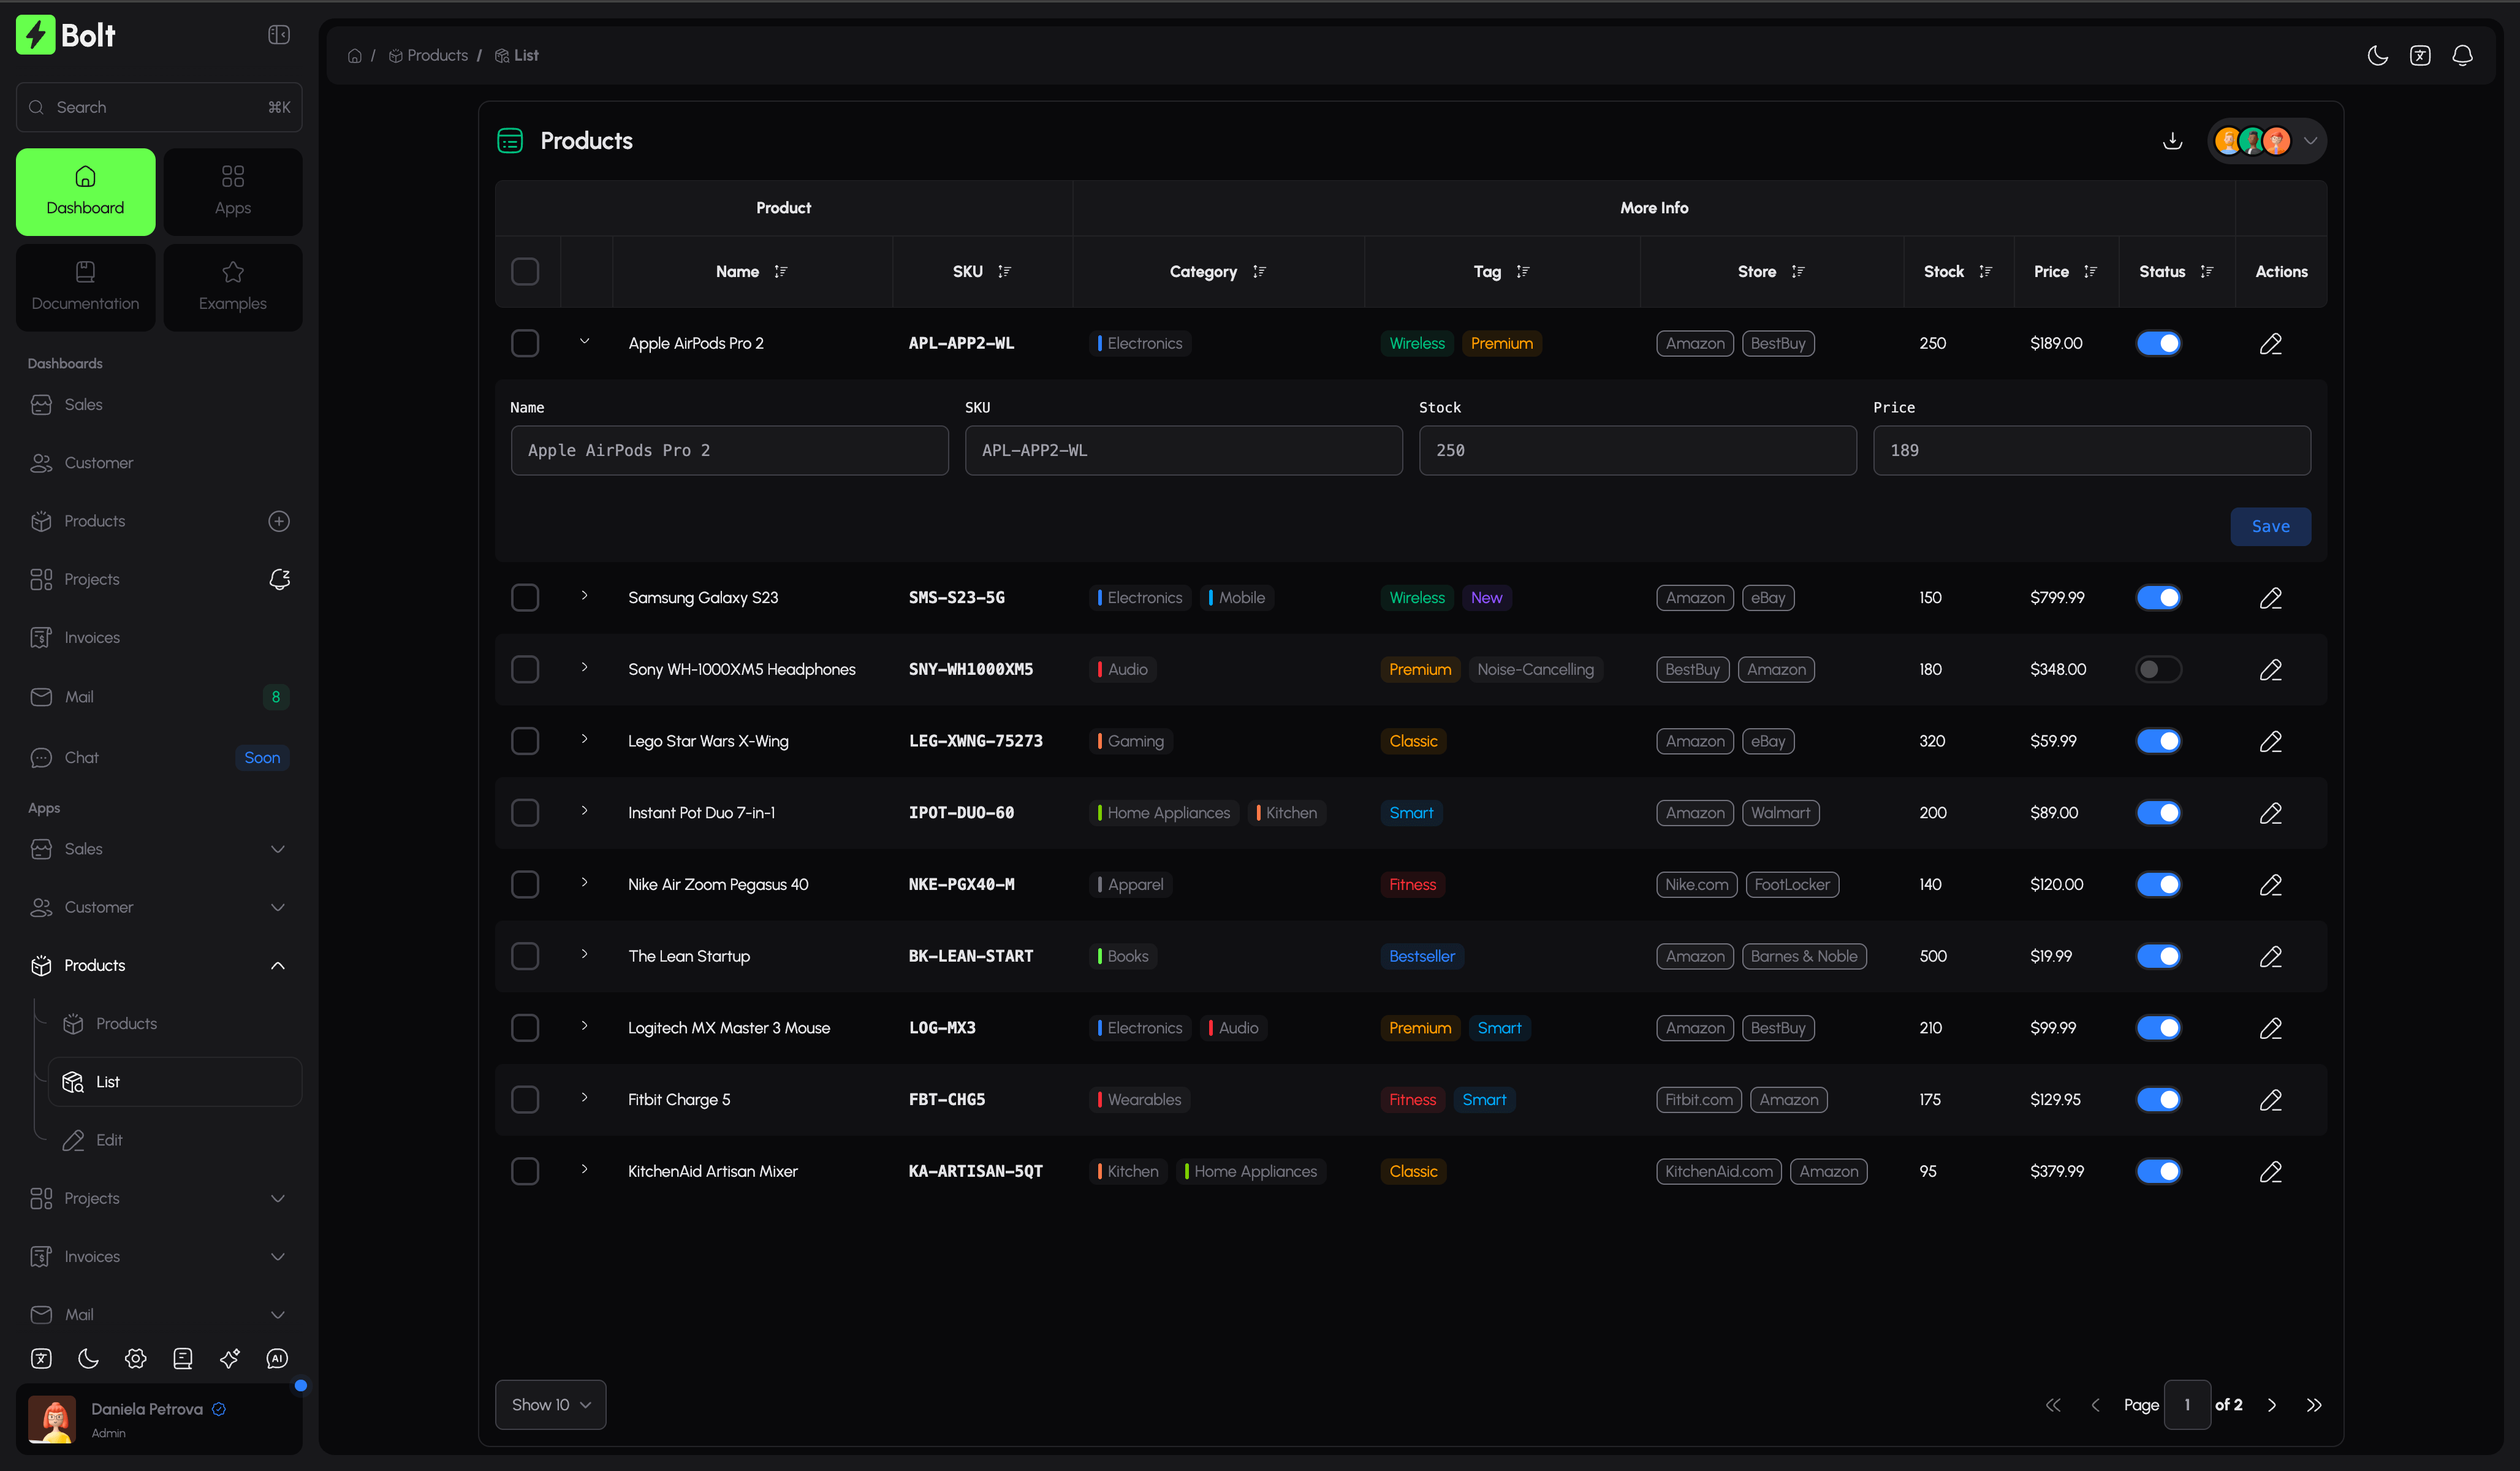 Bolt
Search ⌘K
Dashboard Apps
Documentation Examples
Dashboards
Sales
Customer
Products
Projects
Invoices
Mail 8
Chat Soon
Apps
Sales
Customer
Products
Products
List
Edit
Projects
Invoices
Mail
AI
Daniela Petrova
Admin
/ Products / List
Products
Product More Info
Name SKU Category Tag Store Stock Price Status Actions
Apple AirPods Pro 2 APL-APP2-WL Electronics Wireless Premium Amazon BestBuy 250 $189.00
Name SKU Stock Price
Apple AirPods Pro 2 APL-APP2-WL 250 189
Save
Samsung Galaxy S23 SMS-S23-5G Electronics Mobile Wireless New Amazon eBay 150 $799.99
Sony WH-1000XM5 Headphones SNY-WH1000XM5 Audio Premium Noise-Cancelling BestBuy Amazon 180 $348.00
Lego Star Wars X-Wing LEG-XWNG-75273 Gaming Classic Amazon eBay 320 $59.99
Instant Pot Duo 7-in-1 IPOT-DUO-60 Home Appliances Kitchen Smart Amazon Walmart 200 $89.00
Nike Air Zoom Pegasus 40 NKE-PGX40-M Apparel Fitness Nike.com FootLocker 140 $120.00
The Lean Startup BK-LEAN-START Books Bestseller Amazon Barnes & Noble 500 $19.99
Logitech MX Master 3 Mouse LOG-MX3 Electronics Audio Premium Smart Amazon BestBuy 210 $99.99
Fitbit Charge 5 FBT-CHG5 Wearables Fitness Smart Fitbit.com Amazon 175 $129.95
KitchenAid Artisan Mixer KA-ARTISAN-5QT Kitchen Home Appliances Classic KitchenAid.com Amazon 95 $379.99
Show 10 Page 1 of 2